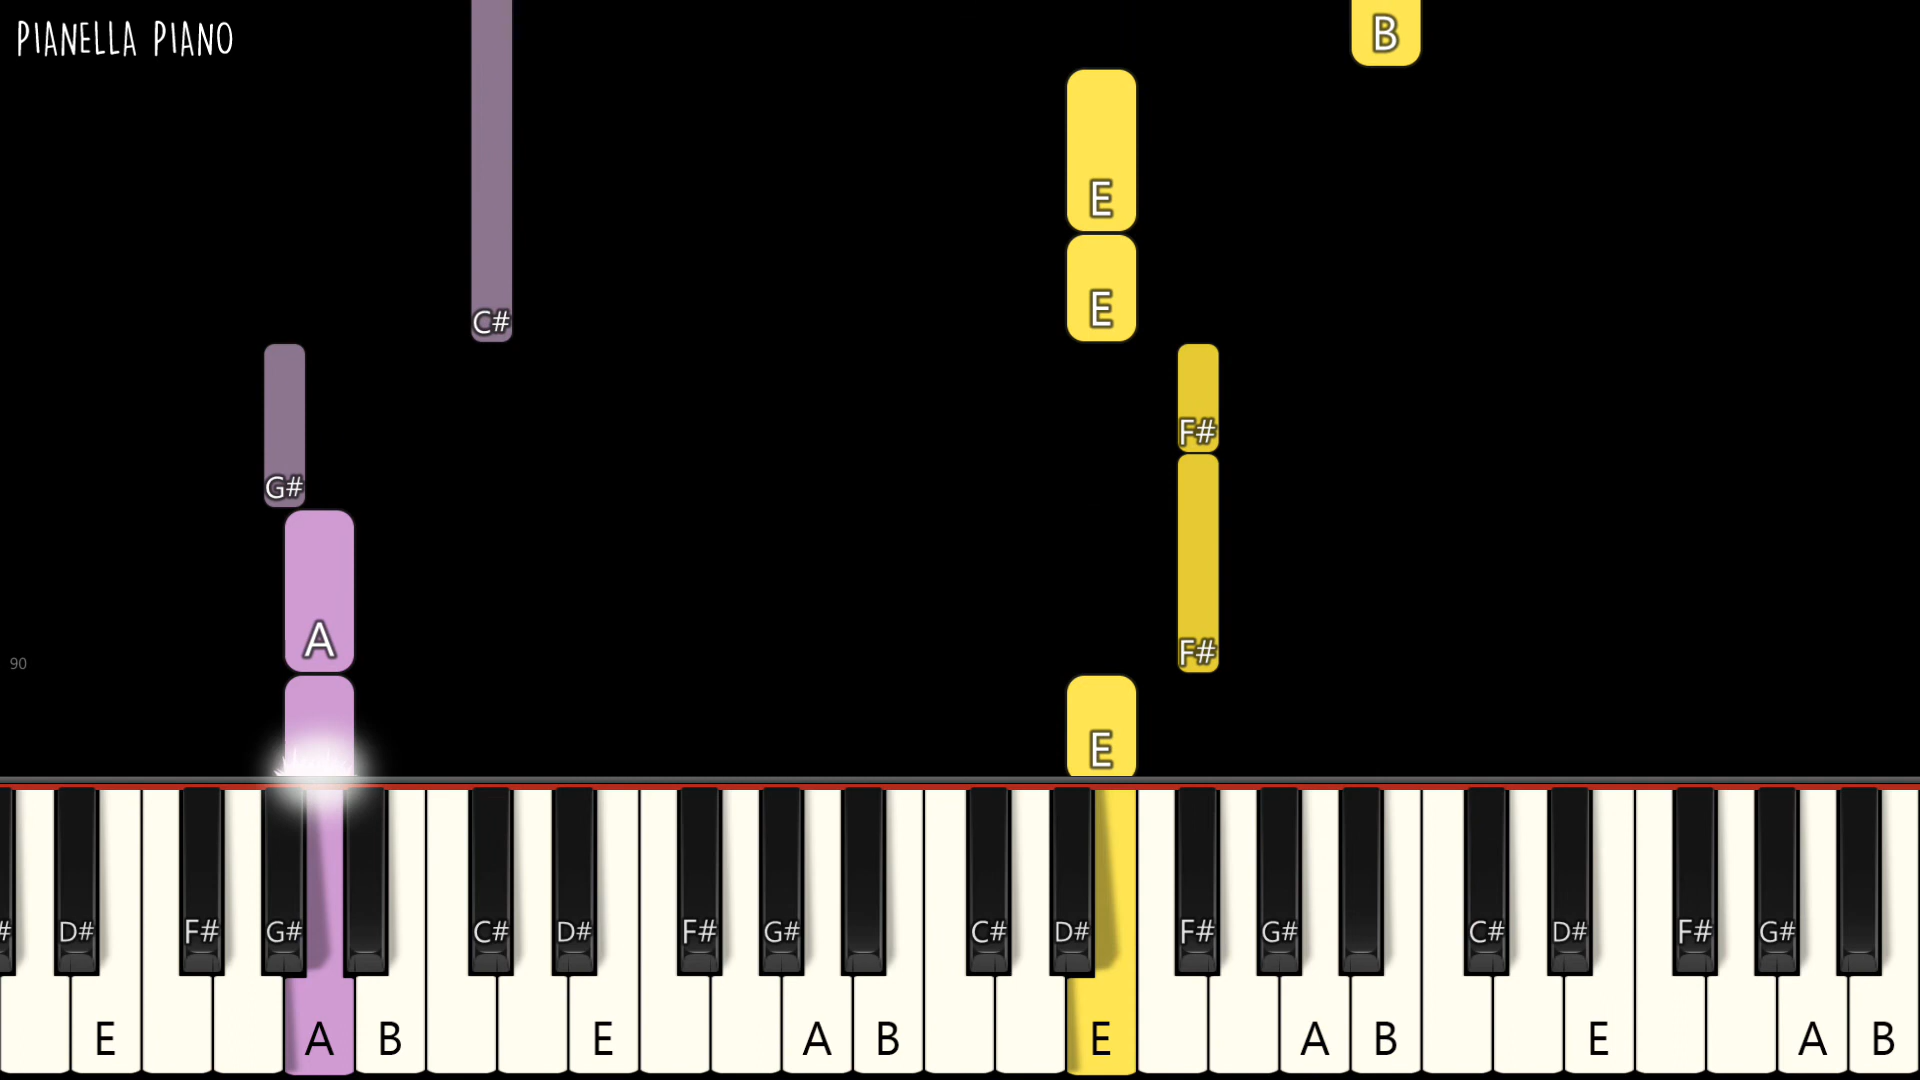 PIANELLA PIANO
B
E
E
C#
F#
G#
A
F#
90
E
# D# F# G# C# D# F# G# C# D# F# G# C# D# F# G#
E A B E A B E A B E A B